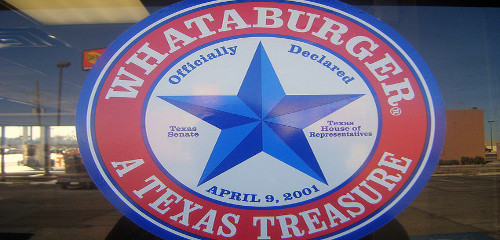 WHATABURGER®
Officially Declared
Texas Senate
Texas House of Representatives
APRIL 9, 2001
A TEXAS TREASURE